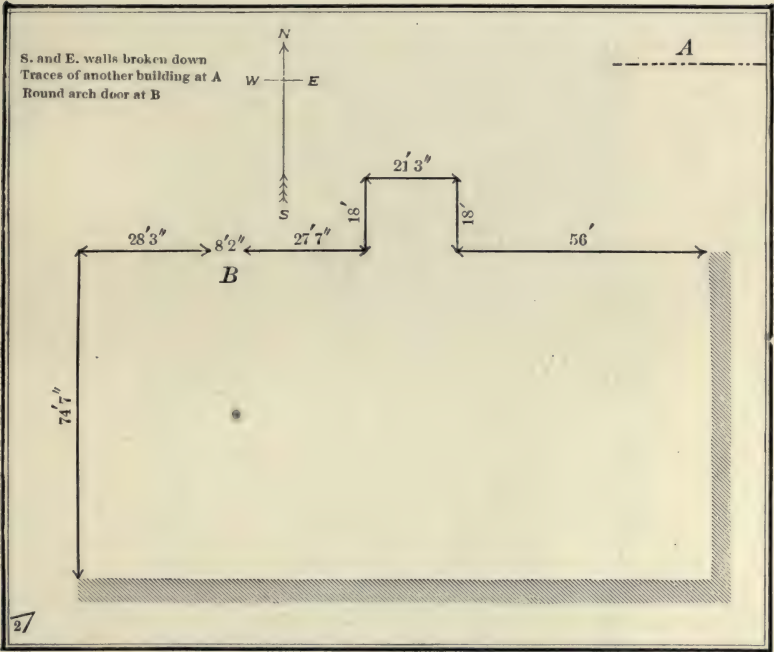 S. and E. walls broken down
Traces of another building at A
Round arch door at B
N
W E
S
A
21' 3"
18'
18'
28'3"
8'2"
27'7"
56'
B
74'7"
2